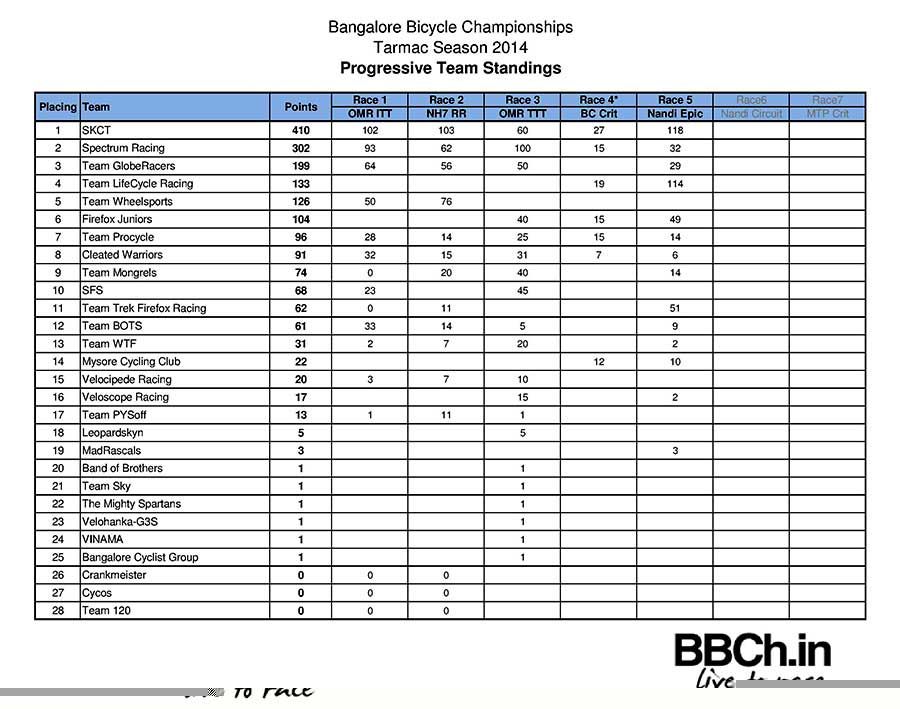 Bangalore Bicycle Championships
Tarmac Season 2014
Progressive Team Standings
Placing Team Points Race 1 Race 2 Race 3 Race 4* Race 5 Race6 Race7
OMR ITT NH7 RR OMR TTT BC Crit Nandi Epic Nandi Circuit MTP Crit
1 SKCT 410 102 103 60 27 118
2 Spectrum Racing 302 93 62 100 15 32
3 Team GlobeRacers 199 64 56 50 29
4 Team LifeCycle Racing 133 19 114
5 Team Wheelsports 126 50 76
6 Firefox Juniors 104 40 15 49
7 Team Procycle 96 28 14 25 15 14
8 Cleated Warriors 91 32 15 31 7 6
9 Team Mongrels 74 0 20 40 14
10 SFS 68 23 45
11 Team Trek Firefox Racing 62 0 11 51
12 Team BOTS 61 33 14 5 9
13 Team WTF 31 2 7 20 2
14 Mysore Cycling Club 22 12 10
15 Velocipede Racing 20 3 7 10
16 Veloscope Racing 17 15 2
17 Team PYSoff 13 1 11 1
18 Leopardskyn 5 5
19 MadRascals 3 3
20 Band of Brothers 1 1
21 Team Sky 1 1
22 The Mighty Spartans 1 1
23 Velohanka-G3S 1 1
24 VINAMA 1 1
25 Bangalore Cyclist Group 1 1
26 Crankmeister 0 0 0
27 Cycos 0 0 0
28 Team 120 0 0 0
BBCh.in
live to race
to race